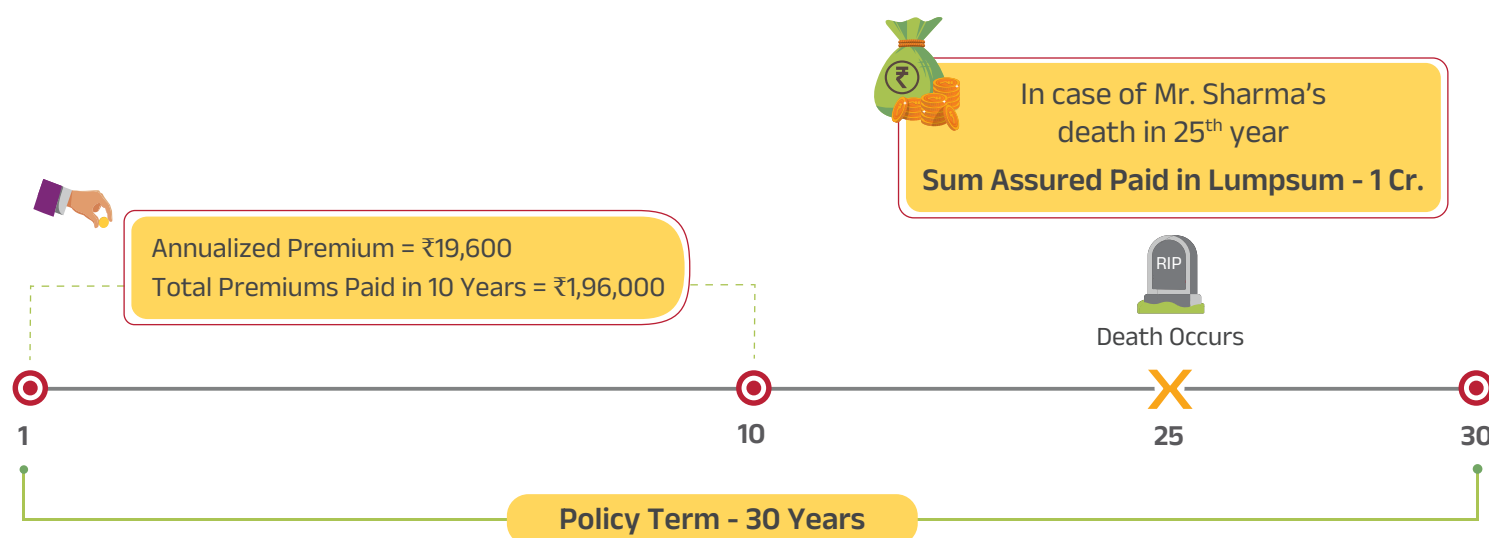 ₹
In case of Mr. Sharma's
death in 25th year
Sum Assured Paid in Lumpsum - 1 Cr.
Annualized Premium = ₹19,600
Total Premiums Paid in 10 Years = ₹1,96,000
RIP
Death Occurs
1
10
25
30
Policy Term - 30 Years